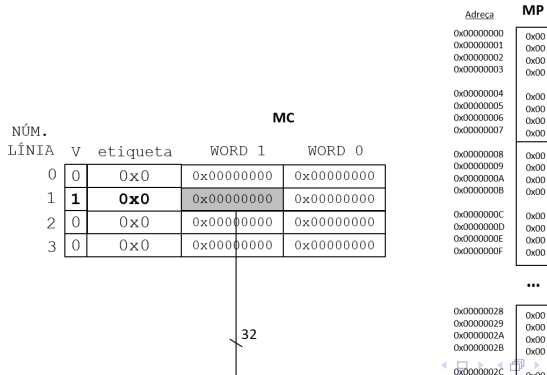 MC
NÚM.
LÍNIA V etiqueta WORD 1 WORD 0
0 0 0x0 0x00000000 0x00000000
1 1 0x0 0x00000000 0x00000000
2 0 0x0 0x00000000 0x00000000
3 0 0x0 0x00000000 0x00000000
32
Adreça MP
0x00000000 0x00
0x00000001 0x00
0x00000002 0x00
0x00000003 0x00
0x00000004 0x00
0x00000005 0x00
0x00000006 0x00
0x00000007 0x00
0x00000008 0x00
0x00000009 0x00
0x0000000A 0x00
0x0000000B 0x00
0x0000000C 0x00
0x0000000D 0x00
0x0000000E 0x00
0x0000000F 0x00
...
0x00000028 0x00
0x00000029 0x00
0x0000002A 0x00
0x0000002B 0x00
0x0000002C 0x00